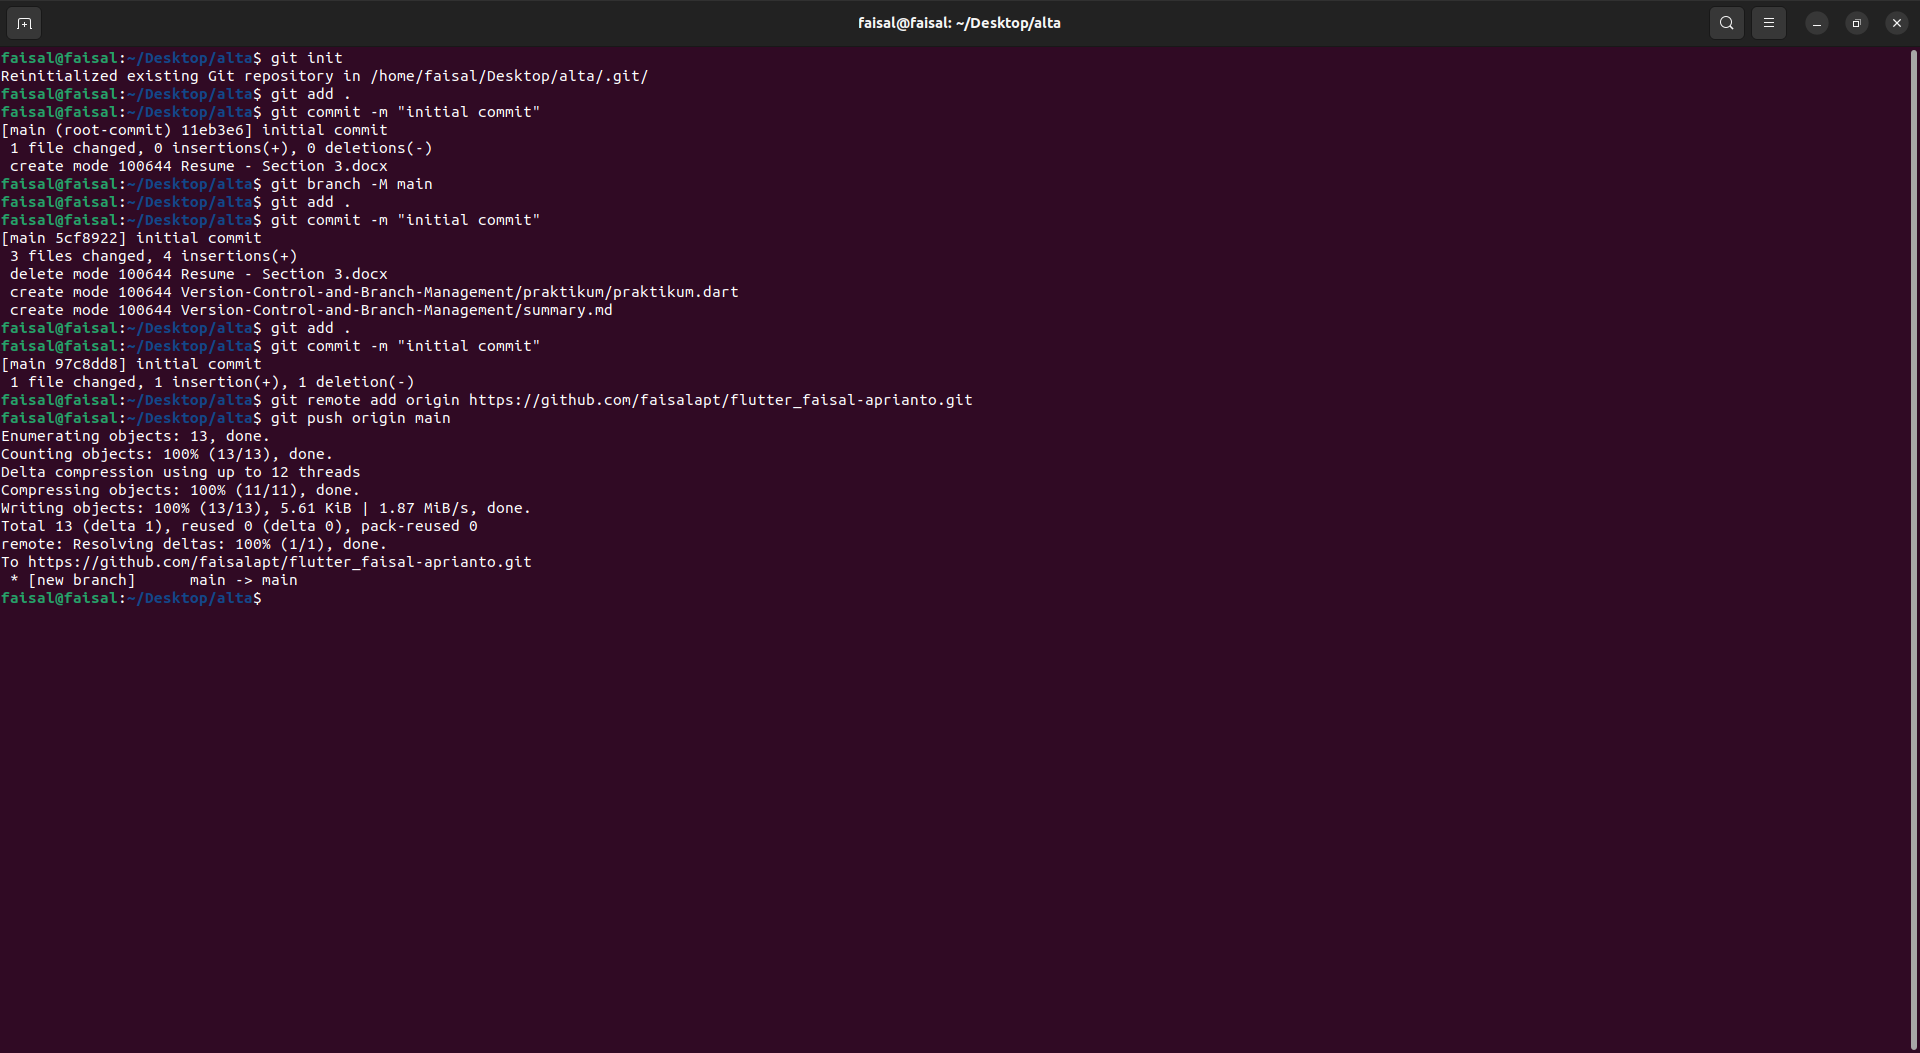 faisal@faisal: ~/Desktop/alta
faisal@faisal:~/Desktop/alta$ git init
Reinitialized existing Git repository in /home/faisal/Desktop/alta/.git/
faisal@faisal:~/Desktop/alta$ git add .
faisal@faisal:~/Desktop/alta$ git commit -m "initial commit"
[main (root-commit) 11eb3e6] initial commit
 1 file changed, 0 insertions(+), 0 deletions(-)
 create mode 100644 Resume - Section 3.docx
faisal@faisal:~/Desktop/alta$ git branch -M main
faisal@faisal:~/Desktop/alta$ git add .
faisal@faisal:~/Desktop/alta$ git commit -m "initial commit"
[main 5cf8922] initial commit
 3 files changed, 4 insertions(+)
 delete mode 100644 Resume - Section 3.docx
 create mode 100644 Version-Control-and-Branch-Management/praktikum/praktikum.dart
 create mode 100644 Version-Control-and-Branch-Management/summary.md
faisal@faisal:~/Desktop/alta$ git add .
faisal@faisal:~/Desktop/alta$ git commit -m "initial commit"
[main 97c8dd8] initial commit
 1 file changed, 1 insertion(+), 1 deletion(-)
faisal@faisal:~/Desktop/alta$ git remote add origin https://github.com/faisalapt/flutter_faisal-aprianto.git
faisal@faisal:~/Desktop/alta$ git push origin main
Enumerating objects: 13, done.
Counting objects: 100% (13/13), done.
Delta compression using up to 12 threads
Compressing objects: 100% (11/11), done.
Writing objects: 100% (13/13), 5.61 KiB | 1.87 MiB/s, done.
Total 13 (delta 1), reused 0 (delta 0), pack-reused 0
remote: Resolving deltas: 100% (1/1), done.
To https://github.com/faisalapt/flutter_faisal-aprianto.git
 * [new branch]      main -> main
faisal@faisal:~/Desktop/alta$